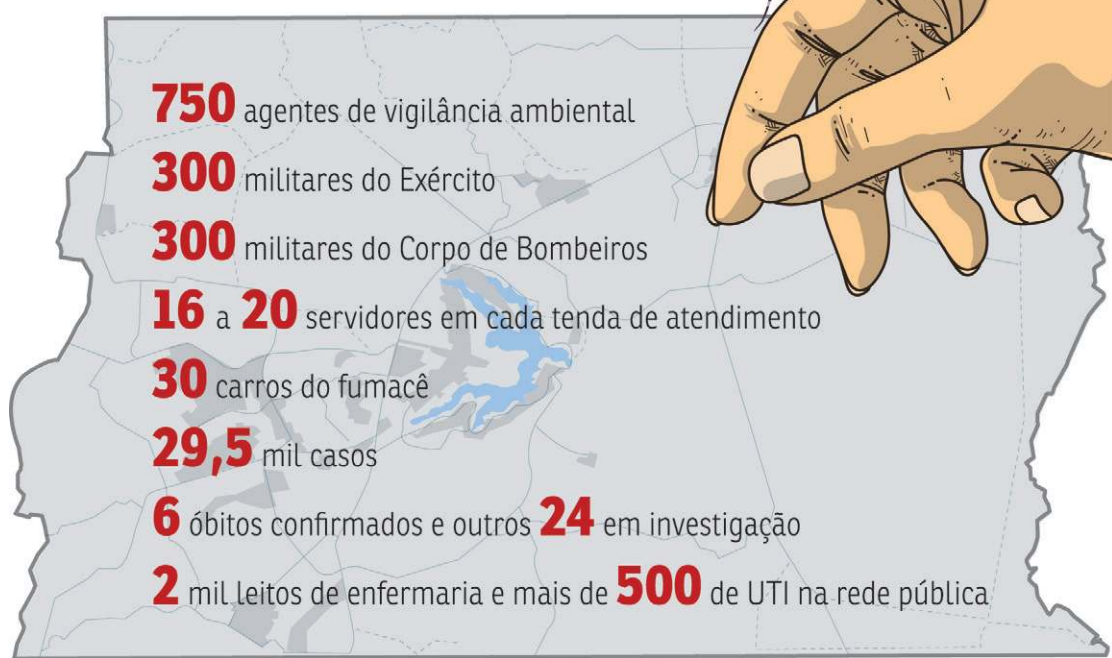 750 agentes de vigilância ambiental
300 militares do Exército
300 militares do Corpo de Bombeiros
16 a 20 servidores em cada tenda de atendimento
30 carros do fumacê
29,5 mil casos
6 óbitos confirmados e outros 24 em investigação
2 mil leitos de enfermaria e mais de 500 de UTI na rede pública